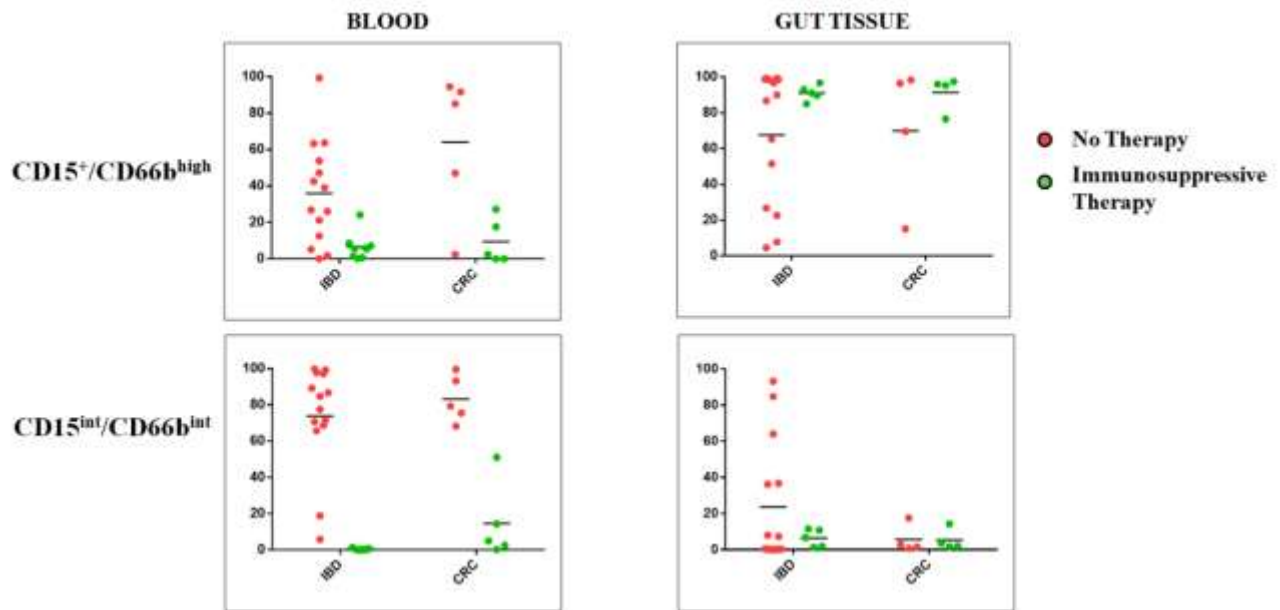 BLOOD
GUT TISSUE
CD15⁺/CD66bʰⁱᵍʰ
100
80
60
40
20
0
IBD
CRC
100
80
60
40
20
0
IBD
CRC
No Therapy
Immunosuppressive
Therapy
CD15ⁱⁿᵗ/CD66bⁱⁿᵗ
100
80
60
40
20
0
IBD
CRC
100
80
60
40
20
0
IBD
CRC